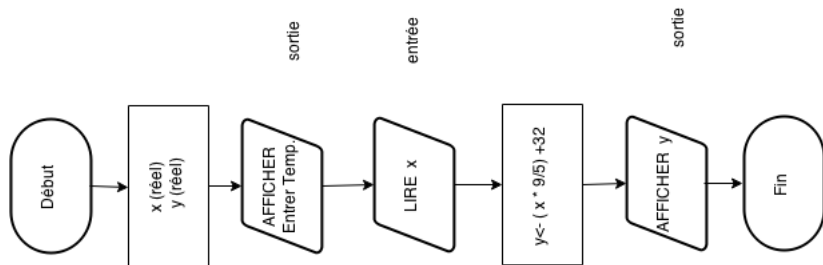 Début
x (réel)
y (réel)
AFFICHER
Entrer Temp.
sortie
LIRE x
entrée
y<- ( x * 9/5) +32
AFFICHER y
sortie
Fin